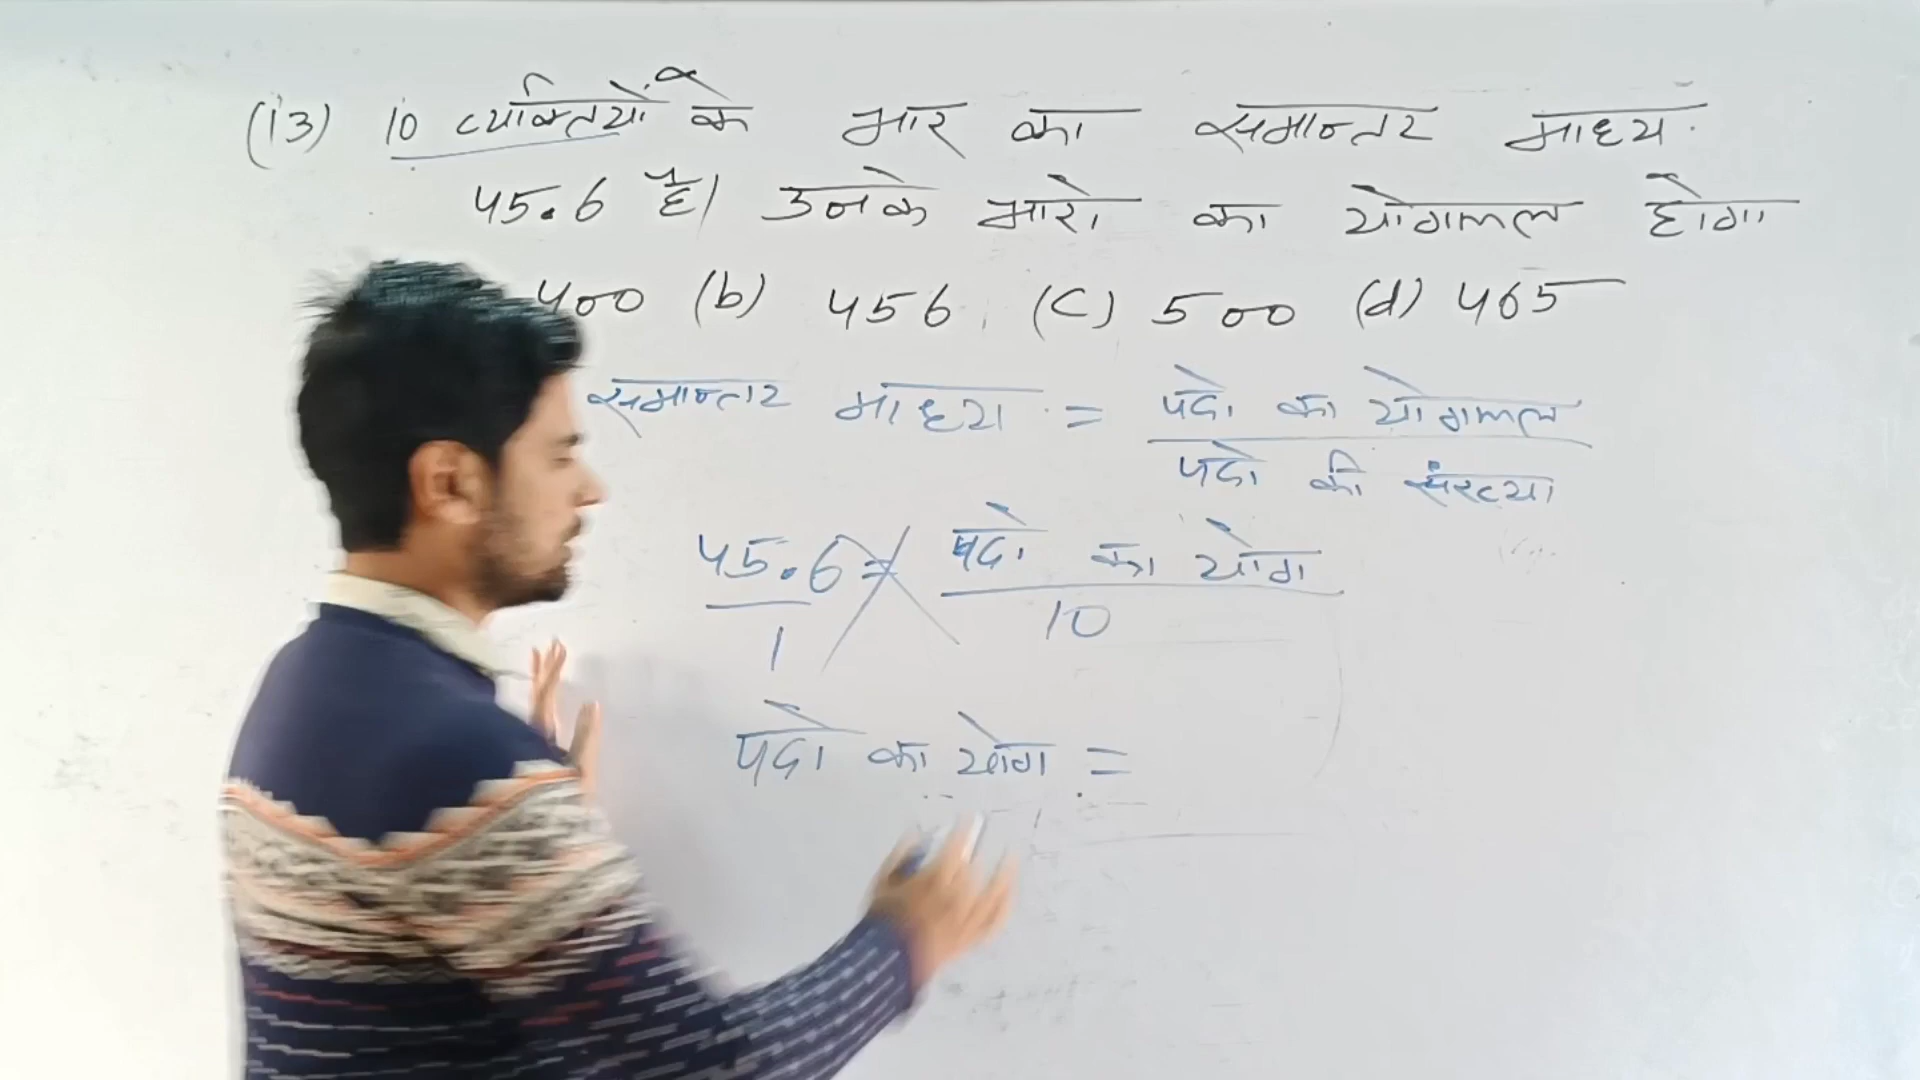 (13) 10 व्यक्तियों के भार का समान्तर माध्य
45.6 है। उनके भारो का योगफल होगा
400 (b) 456 (c) 500 (d) 465
समान्तर माध्य = पदो का योगफल
पदो की संख्या
45.6 = पदो का योग
1 10
पदो का योग =